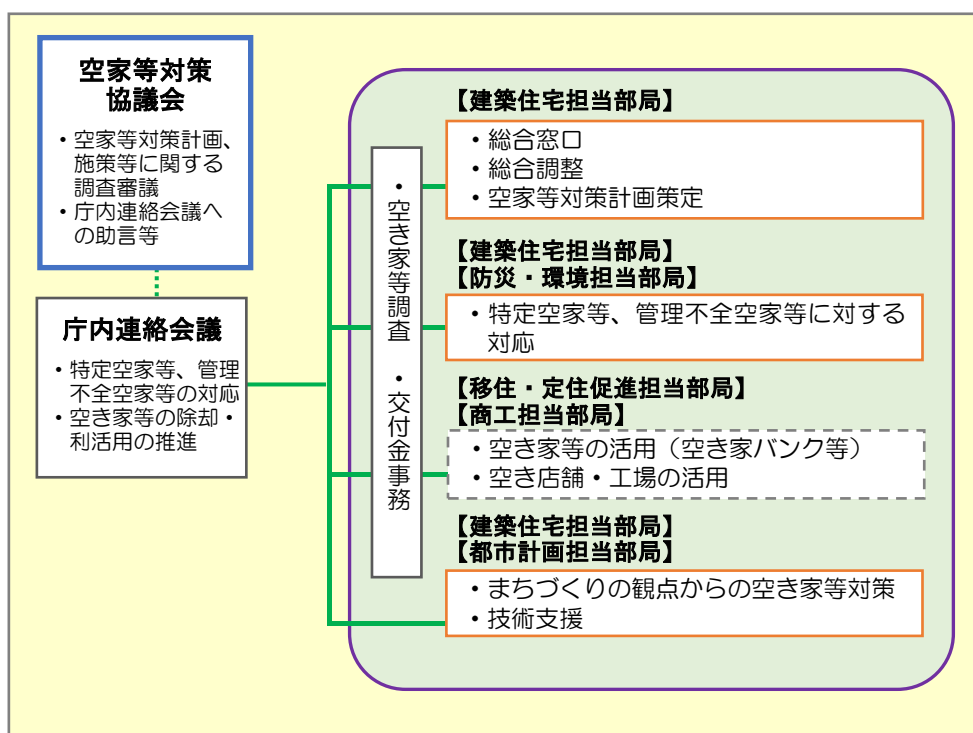 空家等対策
協議会
・空家等対策計画、
施策等に関する
調査審議
・庁内連絡会議へ
の助言等
庁内連絡会議
・特定空家等、管理
不全空家等の対応
・空き家等の除却・
利活用の推進
・空き家等調査 ・交付金事務
【建築住宅担当部局】
・総合窓口
・総合調整
・空家等対策計画策定
【建築住宅担当部局】
【防災・環境担当部局】
・特定空家等、管理不全空家等に対する
対応
【移住・定住促進担当部局】
【商工担当部局】
・空き家等の活用（空き家バンク等）
・空き店舗・工場の活用
【建築住宅担当部局】
【都市計画担当部局】
・まちづくりの観点からの空き家等対策
・技術支援